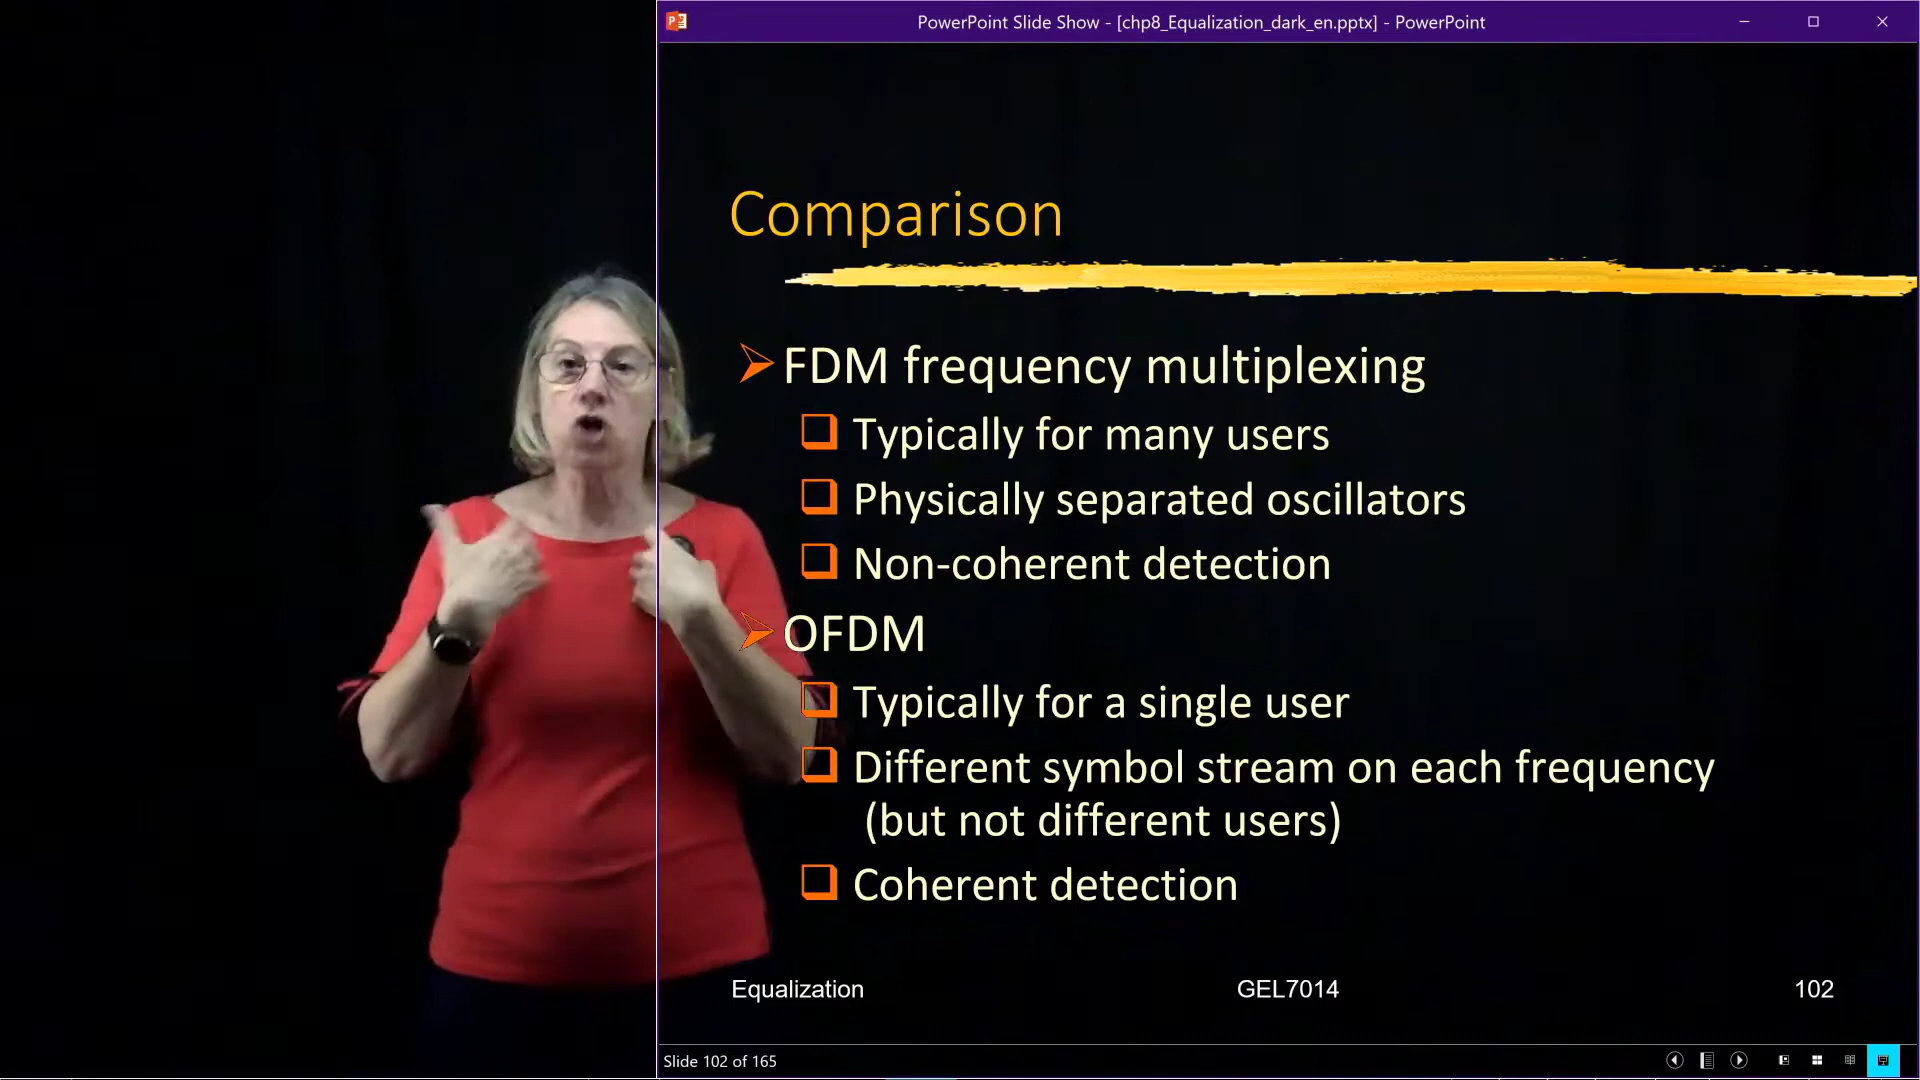 PowerPoint Slide Show - [chp8_Equalization_dark_en.pptx] - PowerPoint
Comparison
FDM frequency multiplexing
Typically for many users
Physically separated oscillators
Non-coherent detection
OFDM
Typically for a single user
Different symbol stream on each frequency
(but not different users)
Coherent detection
Equalization GEL7014 102
Slide 102 of 165